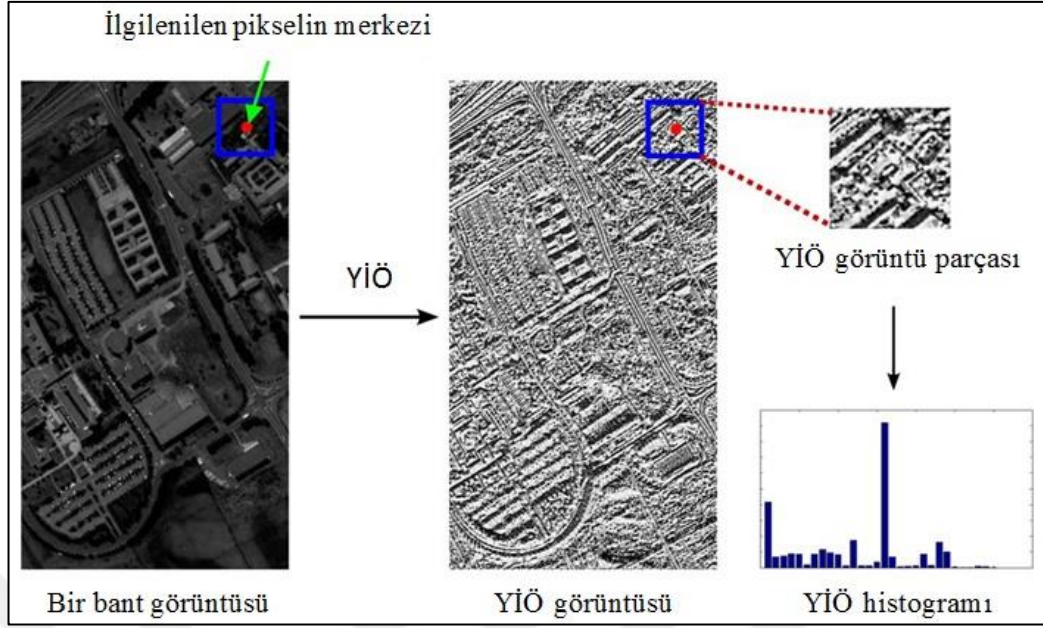 İlgilenilen pikselin merkezi
YİÖ
YİÖ görüntü parçası
Bir bant görüntüsü
YİÖ görüntüsü
YİÖ histogramı